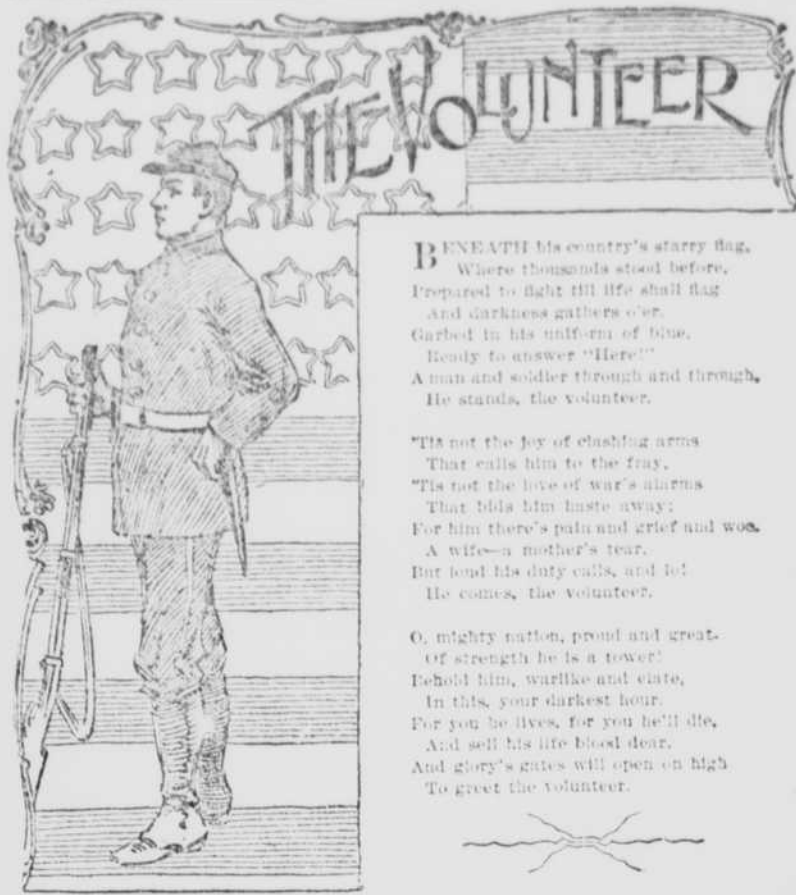 THE VOLUNTEER
BENEATH his country's starry flag,
Where thousands stood before,
Prepared to fight till life shall flag
And darkness gathers o'er.
Garbed in his uniform of blue,
Ready to answer "Here!"
A man and soldier through and through,
He stands, the volunteer.
'Tis not the joy of clashing arms
That calls him to the fray,
'Tis not the love of war's alarms
That bids him haste away;
For him there's pain and grief and woe,
A wife—a mother's tear.
But loud his duty calls, and lo!
He comes, the volunteer.
O, mighty nation, proud and great.
Of strength he is a tower!
Behold him, warlike and elate,
In this, your darkest hour.
For you he lives, for you he'll die,
And sell his life blood dear,
And glory's gates will open on high
To greet the volunteer.